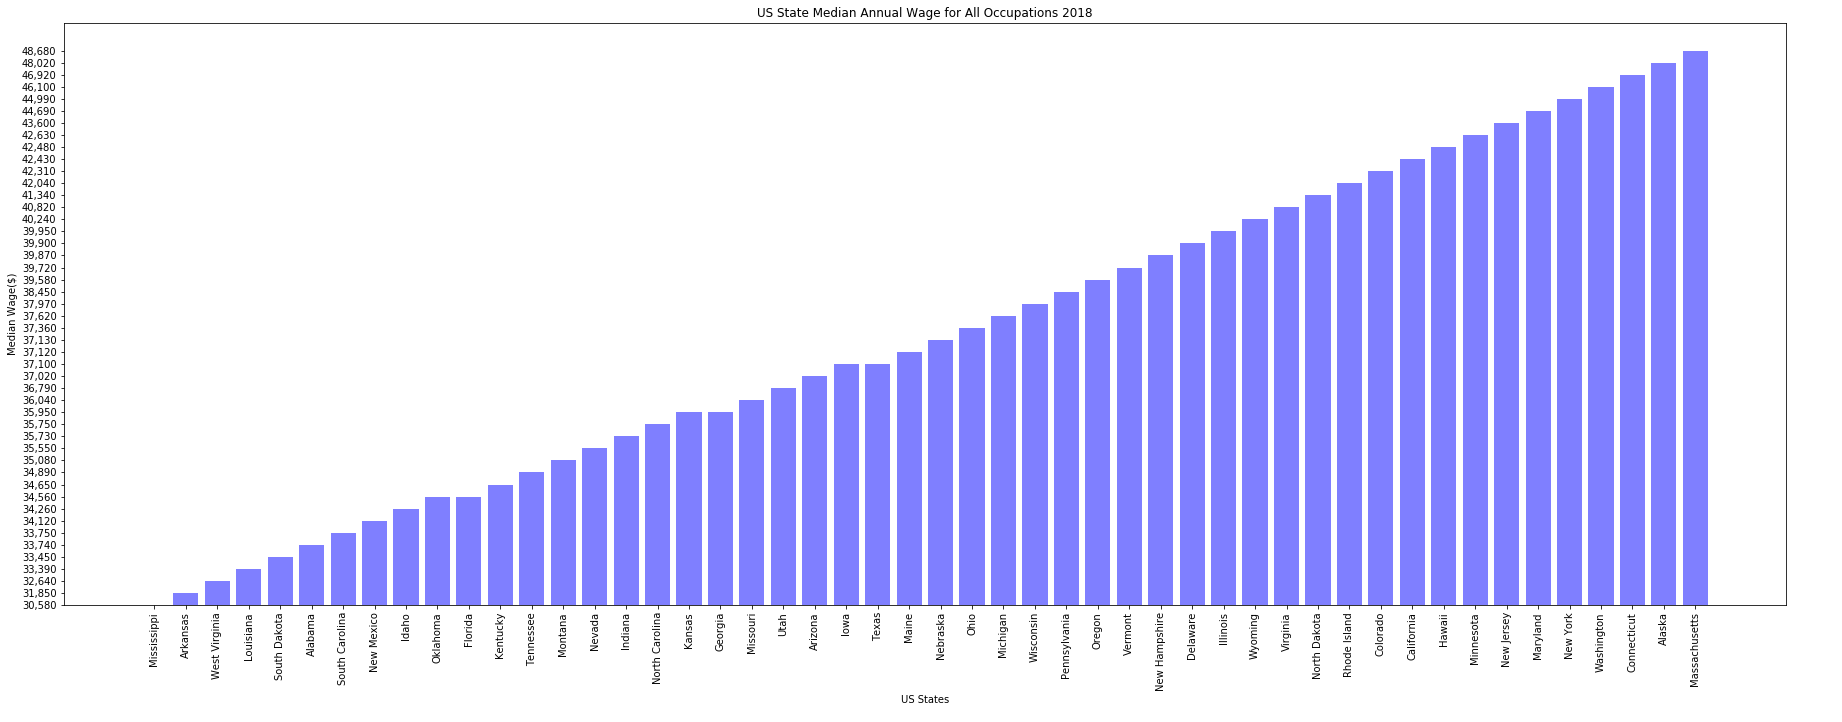 US State Median Annual Wage for All Occupations 2018
Median Wage($)
48,680
48,020
46,920
46,100
44,990
44,690
43,600
42,630
42,480
42,430
42,310
42,040
41,340
40,820
40,240
39,950
39,900
39,870
39,720
39,580
38,450
37,970
37,620
37,360
37,130
37,120
37,100
37,020
36,790
36,040
35,950
35,750
35,730
35,550
35,080
34,890
34,650
34,560
34,260
34,120
33,750
33,740
33,450
33,390
32,640
31,850
30,580
Mississippi
Arkansas
West Virginia
Louisiana
South Dakota
Alabama
South Carolina
New Mexico
Idaho
Oklahoma
Florida
Kentucky
Tennessee
Montana
Nevada
Indiana
North Carolina
Kansas
Georgia
Missouri
Utah
Arizona
Iowa
Texas
Maine
Nebraska
Ohio
Michigan
Wisconsin
Pennsylvania
Oregon
Vermont
New Hampshire
Delaware
Illinois
Wyoming
Virginia
North Dakota
Rhode Island
Colorado
California
Hawaii
Minnesota
New Jersey
Maryland
New York
Washington
Connecticut
Alaska
Massachusetts
US States